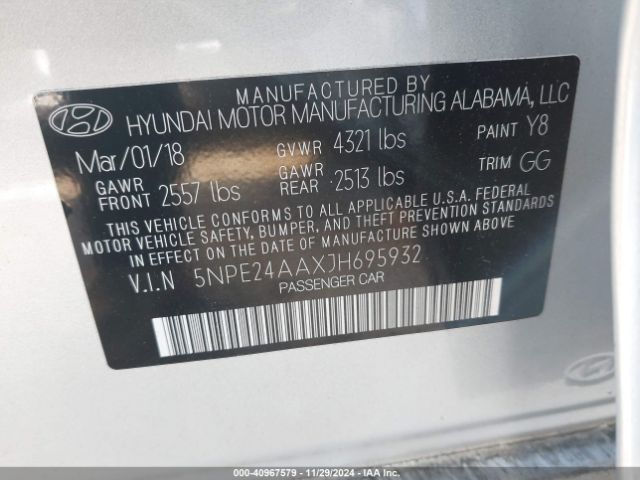 MANUFACTURED BY
HYUNDAI MOTOR MANUFACTURING ALABAMA, LLC
Mar/01/18 GVWR 4321 lbs PAINT Y8
GAWR FRONT 2557 lbs GAWR REAR 2513 lbs TRIM GG
THIS VEHICLE CONFORMS TO ALL APPLICABLE U.S.A. FEDERAL
MOTOR VEHICLE SAFETY, BUMPER, AND THEFT PREVENTION STANDARDS
IN EFFECT ON THE DATE OF MANUFACTURE SHOWN ABOVE.
V.I.N 5NPE24AAXJH695932
PASSENGER CAR
© COPY - 40967579 - 11/29/2024 - IAA Inc.